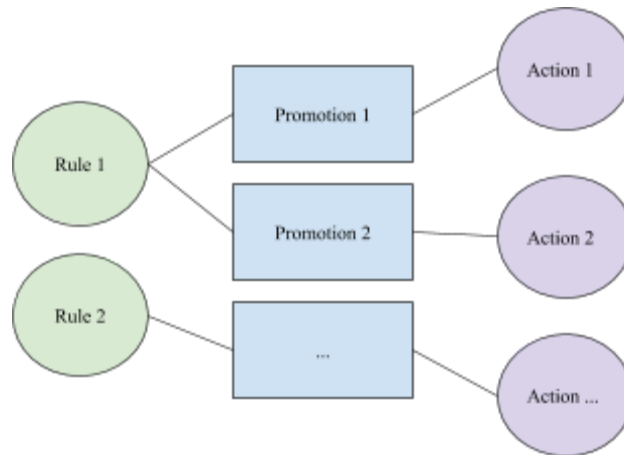 Rule 1
Rule 2
Promotion 1
Promotion 2
...
Action 1
Action 2
Action ...